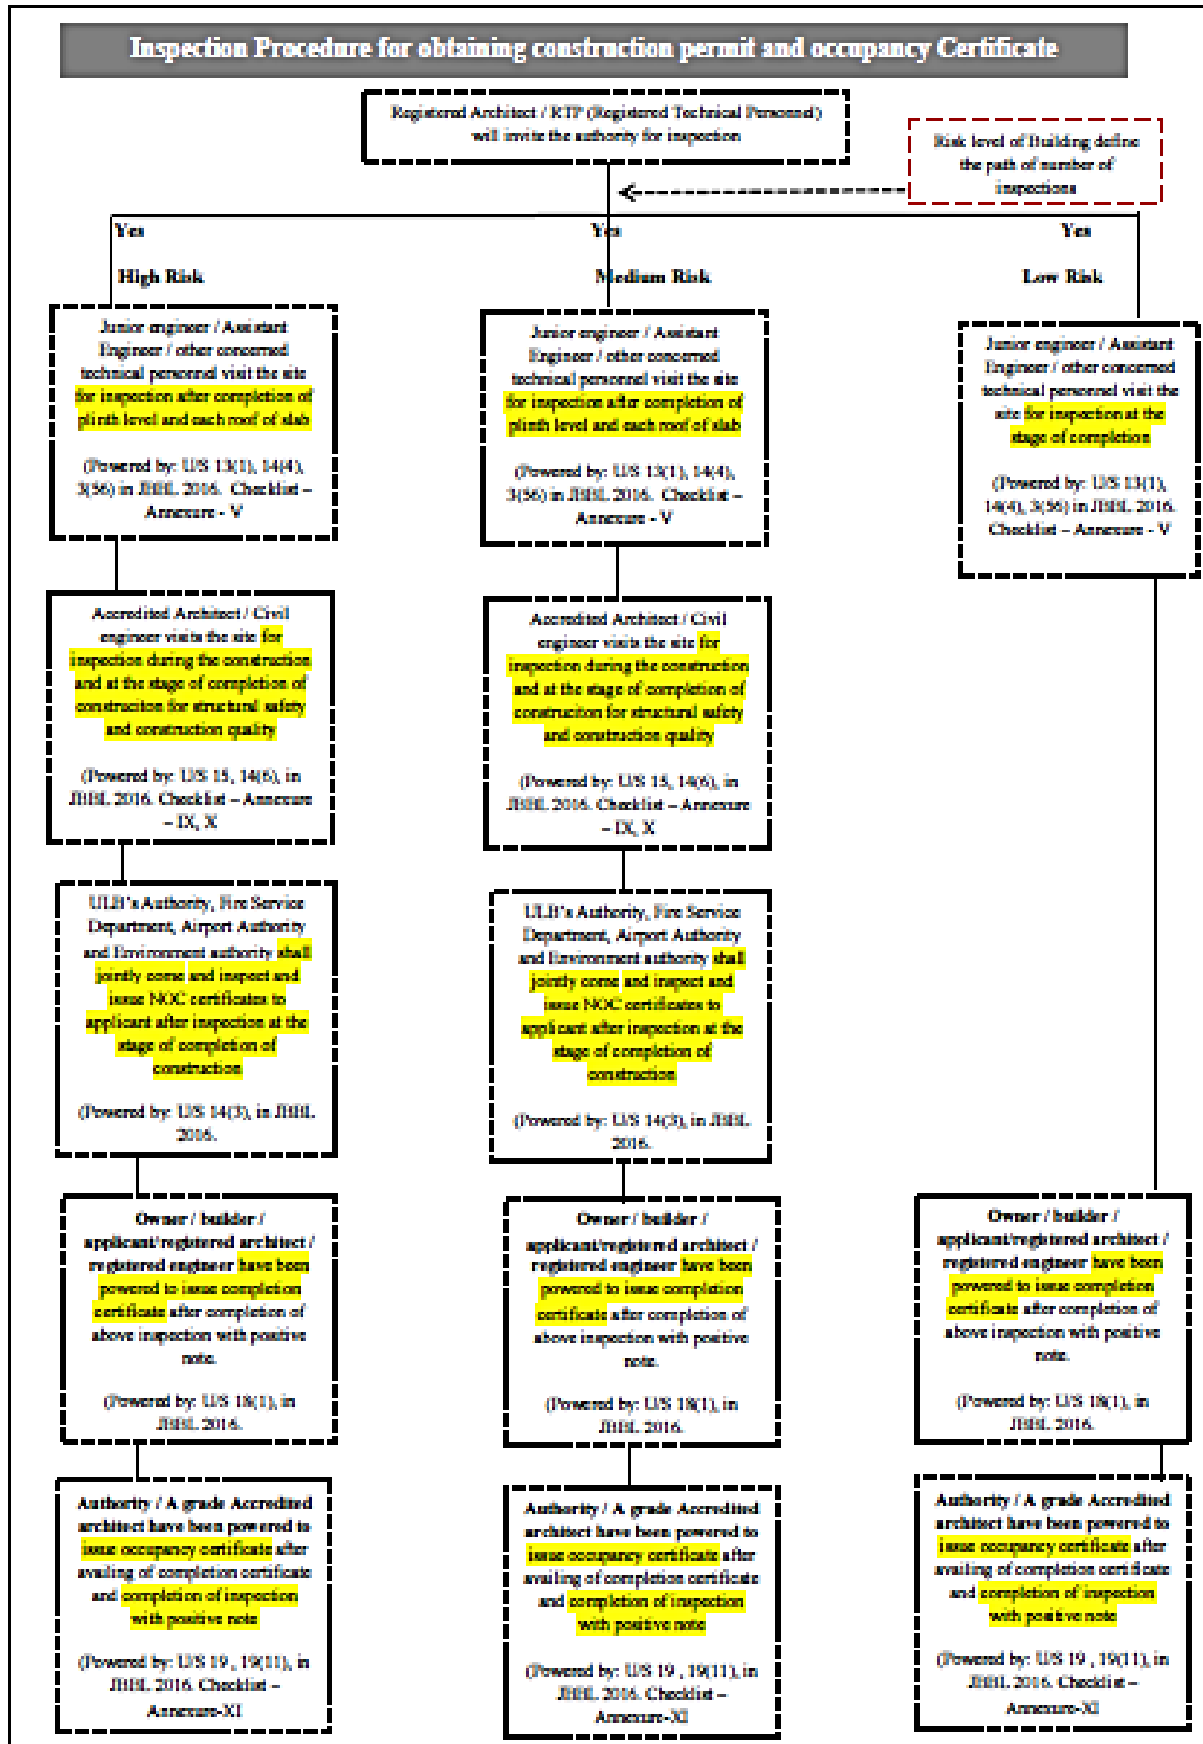 Inspection Procedure for obtaining construction permit and occupancy Certificate
Registered Architect / RTP (Registered Technical Personnel)
will invite the authority for inspection
Risk level of Building define
the path of number of
inspections
Yes
High Risk
Yes
Medium Risk
Yes
Low Risk
Junior engineer / Assistant
Engineer / other concerned
technical personnel visit the site
for inspection after completion of
plinth level and each roof of slab
(Powered by: U/S 13(1), 14(4),
3(56) in JBBL 2016. Checklist –
Annexure - V
Accredited Architect / Civil
engineer visits the site for
inspection during the construction
and at the stage of completion of
construciton for structural safety
and construction quality
(Powered by: U/S 15, 14(6), in
JBBL 2016. Checklist – Annexure
– IX, X
ULB's Authority, Fire Service
Department, Airport Authority
and Environment authority shall
jointly come and inspect and
issue NOC certificates to
applicant after inspection at the
stage of completion of
construction
(Powered by: U/S 14(3), in JBBL
2016.
Owner / builder /
applicant/registered architect /
registered engineer have been
powered to issue completion
certificate after completion of
above inspection with positive
note.
(Powered by: U/S 18(1), in
JBBL 2016.
Authority / A grade Accredited
architect have been powered to
issue occupancy certificate after
availing of completion certificate
and completion of inspection
with positive note
(Powered by: U/S 19 , 19(11), in
JBBL 2016. Checklist –
Annexure-XI
Junior engineer / Assistant
Engineer / other concerned
technical personnel visit the site
for inspection after completion of
plinth level and each roof of slab
(Powered by: U/S 13(1), 14(4),
3(56) in JBBL 2016. Checklist –
Annexure - V
Accredited Architect / Civil
engineer visits the site for
inspection during the construction
and at the stage of completion of
construciton for structural safety
and construction quality
(Powered by: U/S 15, 14(6), in
JBBL 2016. Checklist – Annexure
– IX, X
ULB's Authority, Fire Service
Department, Airport Authority
and Environment authority shall
jointly come and inspect and
issue NOC certificates to
applicant after inspection at the
stage of completion of
construction
(Powered by: U/S 14(3), in JBBL
2016.
Owner / builder /
applicant/registered architect /
registered engineer have been
powered to issue completion
certificate after completion of
above inspection with positive
note.
(Powered by: U/S 18(1), in
JBBL 2016.
Authority / A grade Accredited
architect have been powered to
issue occupancy certificate after
availing of completion certificate
and completion of inspection
with positive note
(Powered by: U/S 19 , 19(11), in
JBBL 2016. Checklist –
Annexure-XI
Junior engineer / Assistant
Engineer / other concerned
technical personnel visit the
site for inspection at the
stage of completion
(Powered by: U/S 13(1),
14(4), 3(56) in JBBL 2016.
Checklist – Annexure - V
Owner / builder /
applicant/registered architect /
registered engineer have been
powered to issue completion
certificate after completion of
above inspection with positive
note.
(Powered by: U/S 18(1), in
JBBL 2016.
Authority / A grade Accredited
architect have been powered to
issue occupancy certificate after
availing of completion certificate
and completion of inspection
with positive note
(Powered by: U/S 19 , 19(11), in
JBBL 2016. Checklist –
Annexure-XI